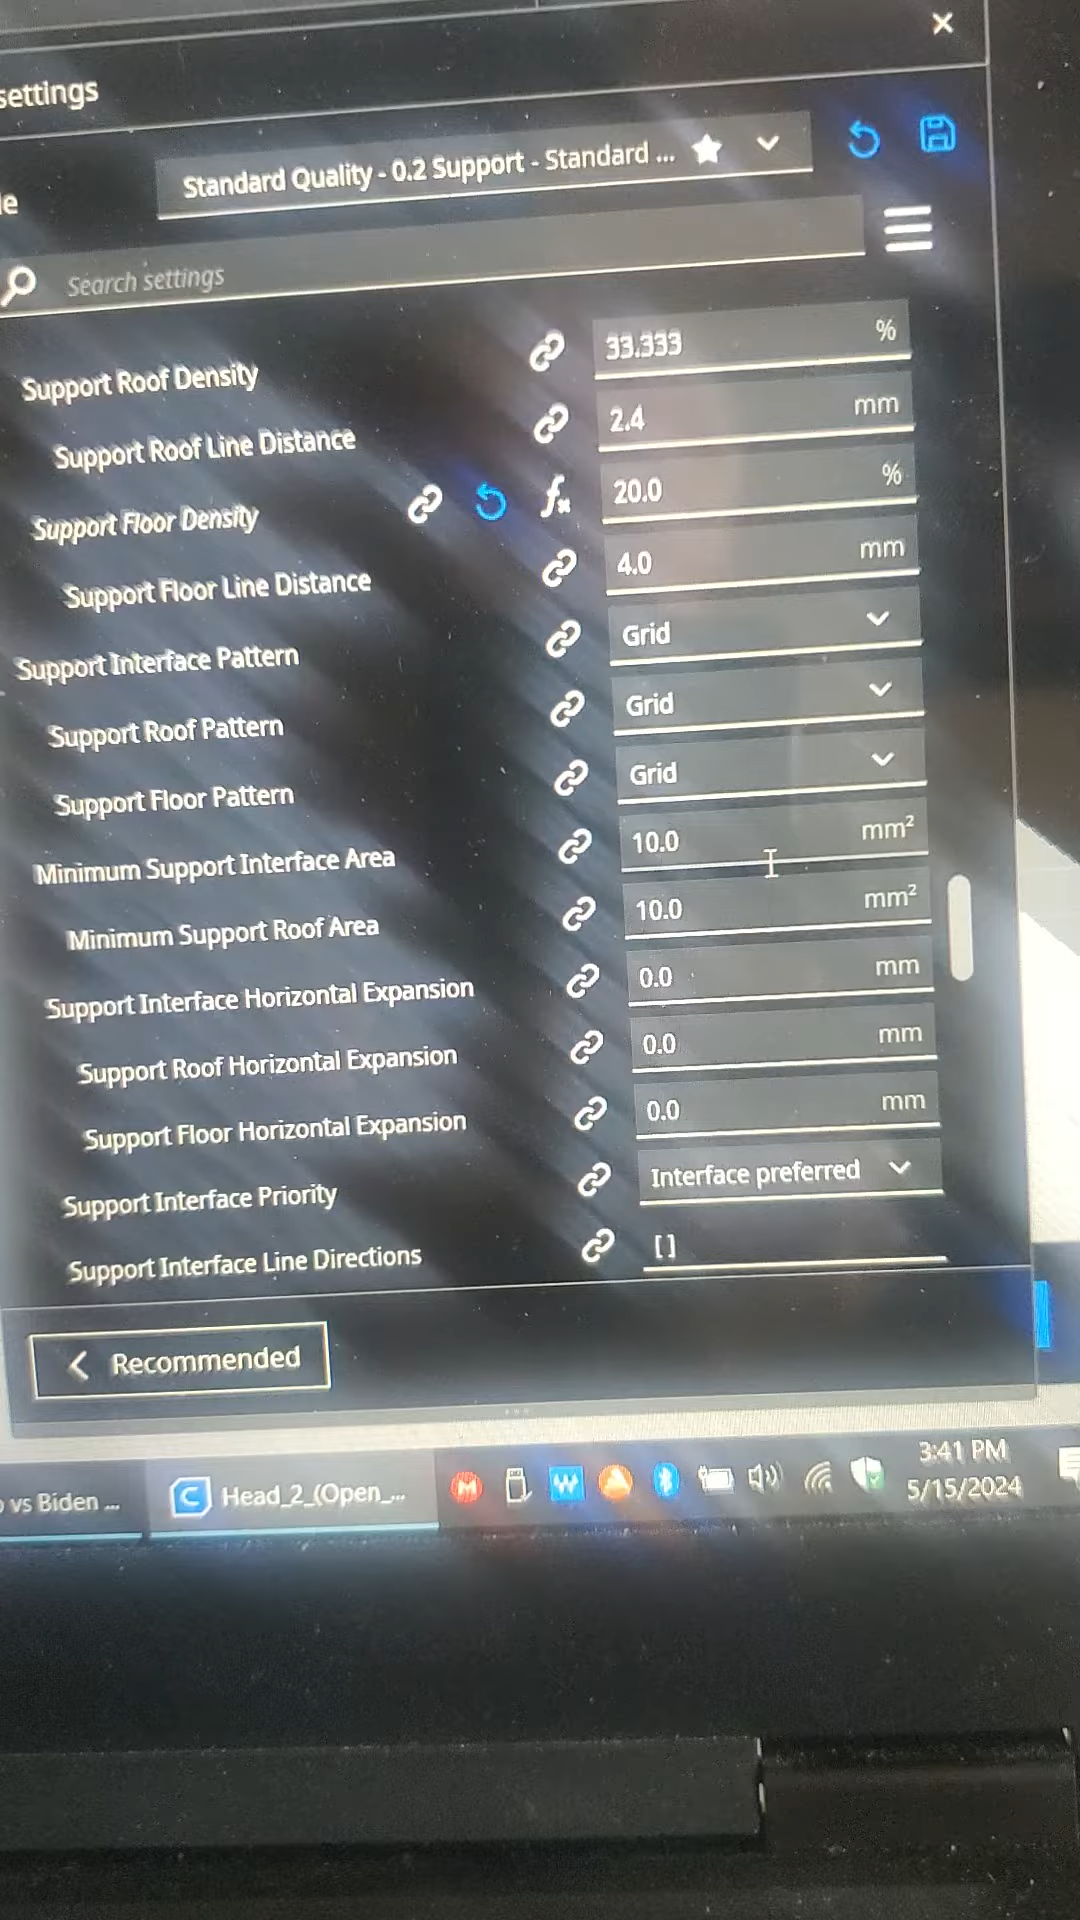 settings
le
Standard Quality - 0.2 Support - Standard ...
Search settings
Support Roof Density 33.333 %
Support Roof Line Distance 2.4 mm
Support Floor Density fx 20.0 %
Support Floor Line Distance 4.0 mm
Support Interface Pattern Grid
Support Roof Pattern Grid
Support Floor Pattern Grid
Minimum Support Interface Area 10.0 mm²
Minimum Support Roof Area 10.0 mm²
Support Interface Horizontal Expansion 0.0 mm
Support Roof Horizontal Expansion 0.0 mm
Support Floor Horizontal Expansion 0.0 mm
Support Interface Priority Interface preferred
Support Interface Line Directions []
Recommended
vs Biden ...
Head_2_(Open_...
3:41 PM
5/15/2024